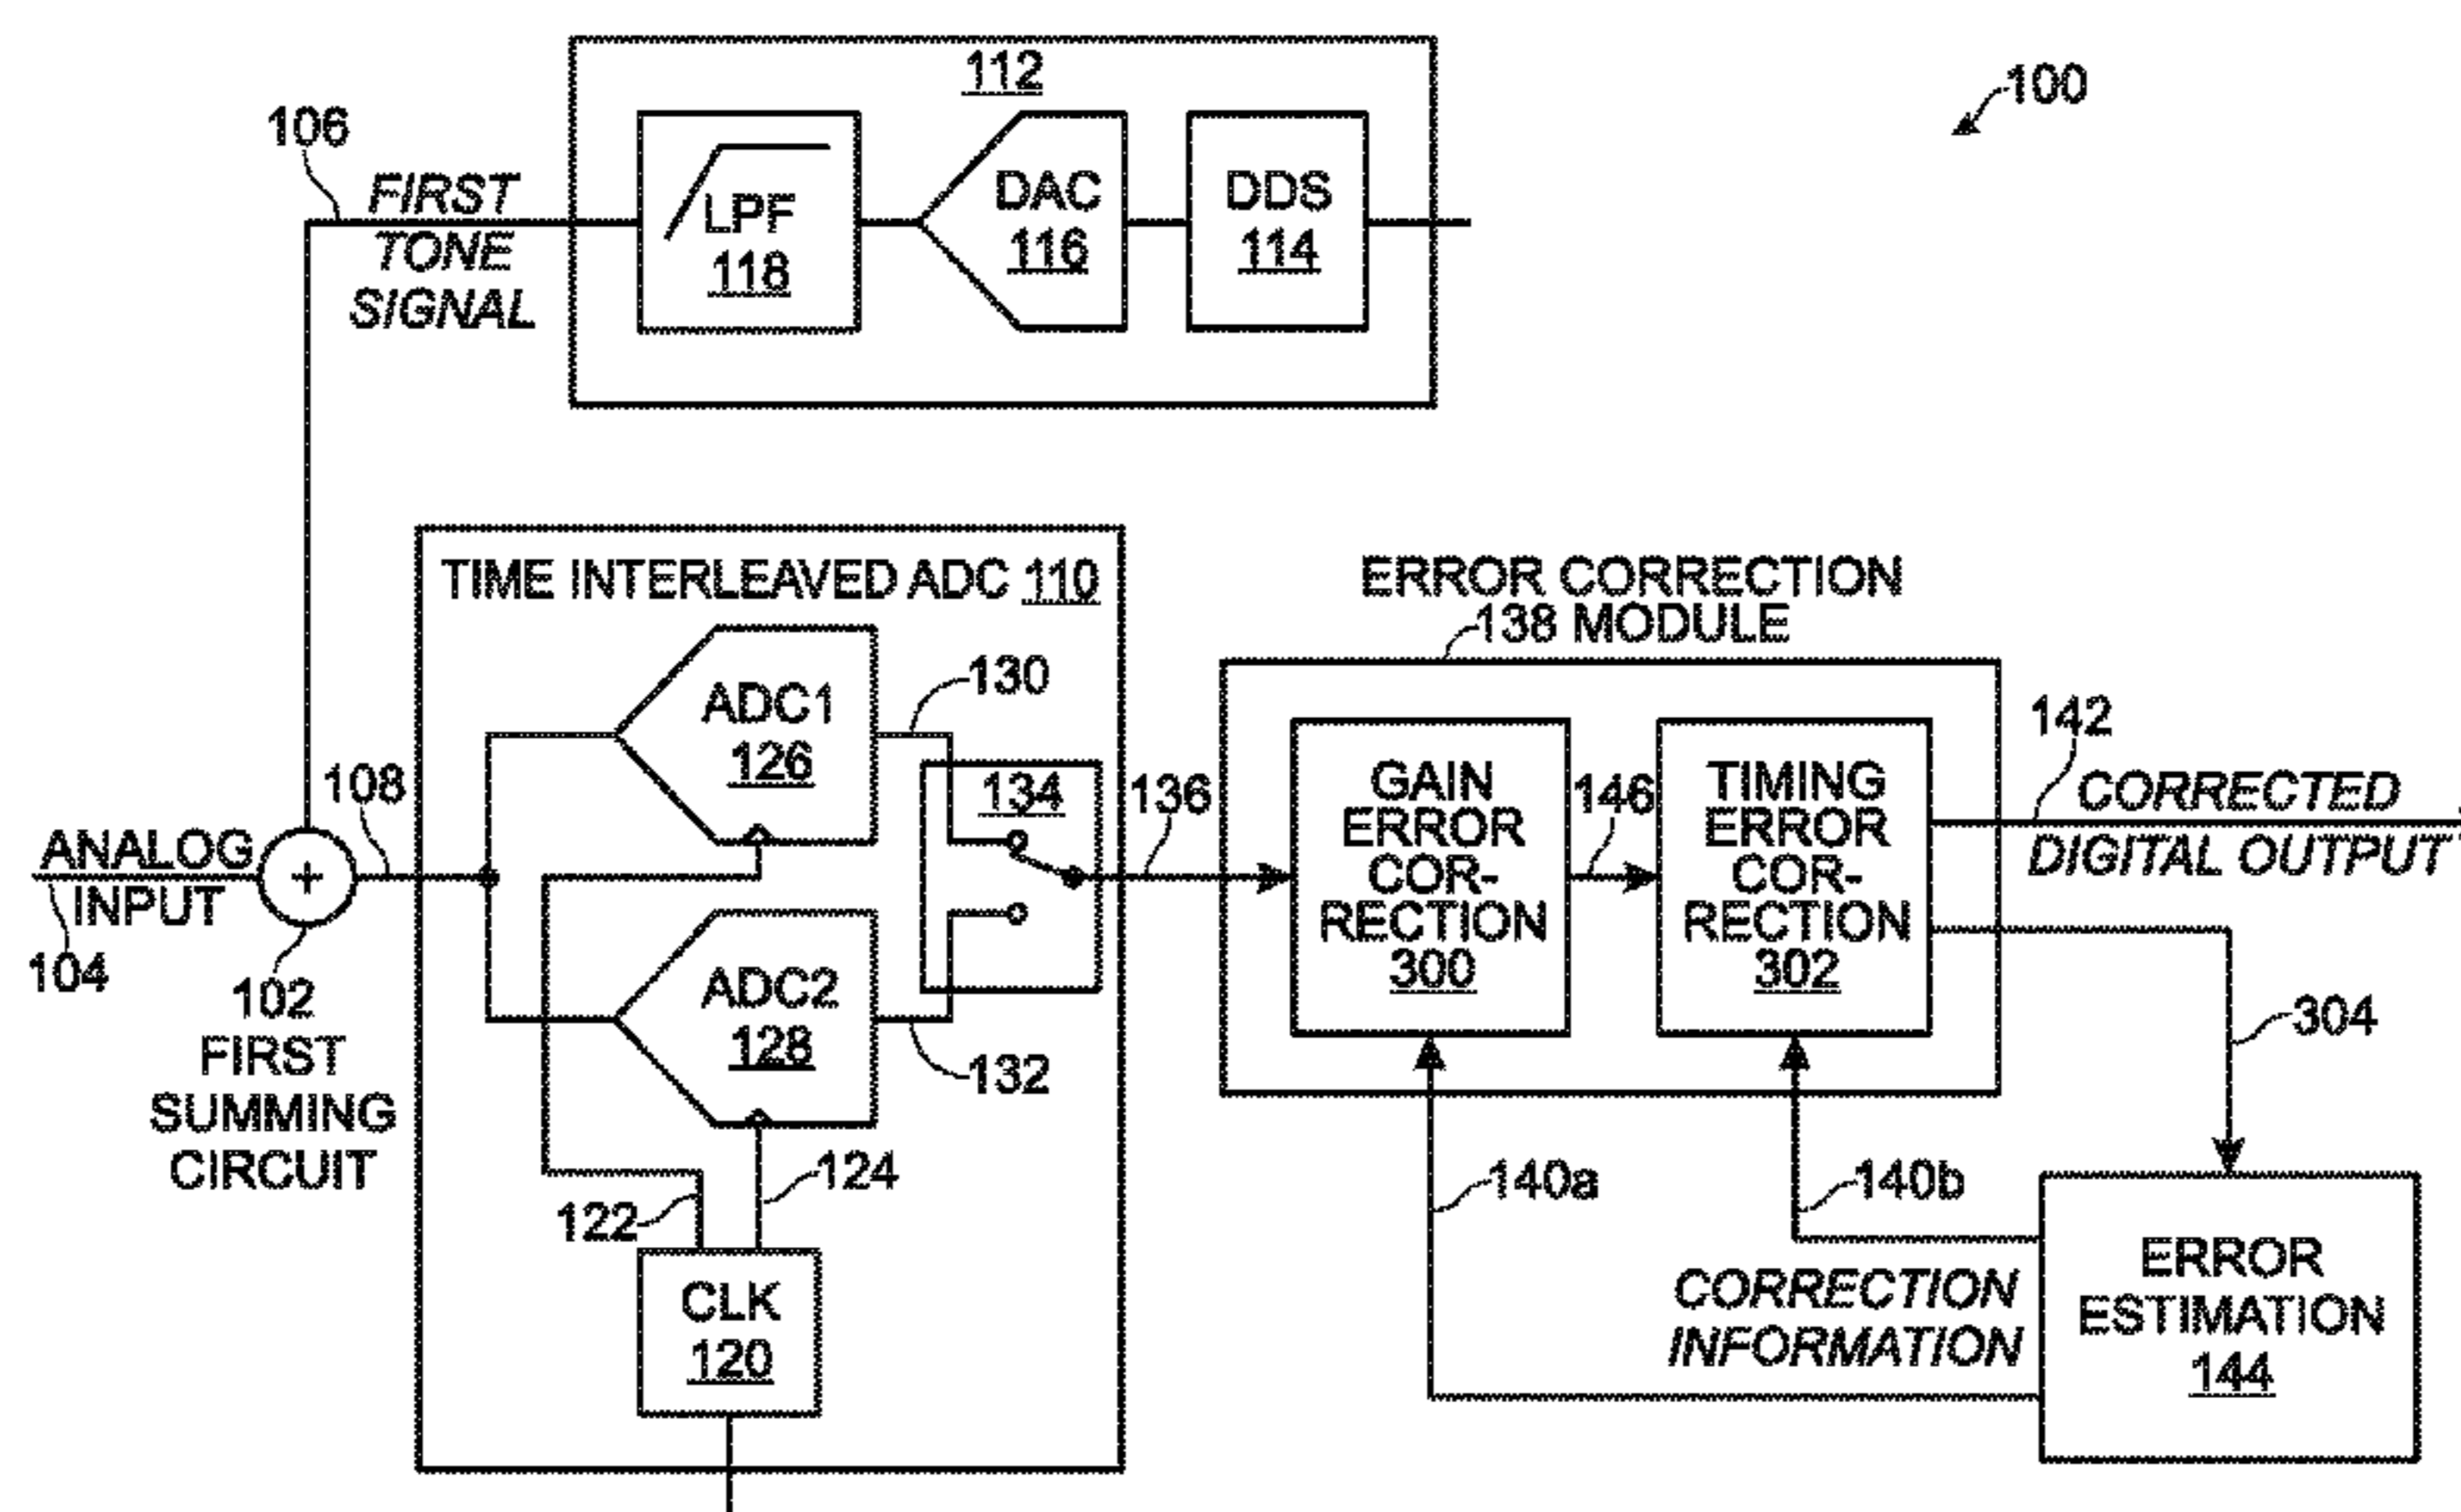 112
100
106
FIRST
TONE
SIGNAL
LPF
118
DAC
116
DDS
114
TIME INTERLEAVED ADC 110
ERROR CORRECTION
138 MODULE
ADC1
126
130
134
136
108
ANALOG
INPUT
104
102
FIRST
SUMMING
CIRCUIT
ADC2
128
132
122
124
CLK
120
GAIN
ERROR
COR-
RECTION
300
146
TIMING
ERROR
COR-
RECTION
302
142
CORRECTED
DIGITAL OUTPUT
304
140a
140b
CORRECTION
INFORMATION
ERROR
ESTIMATION
144